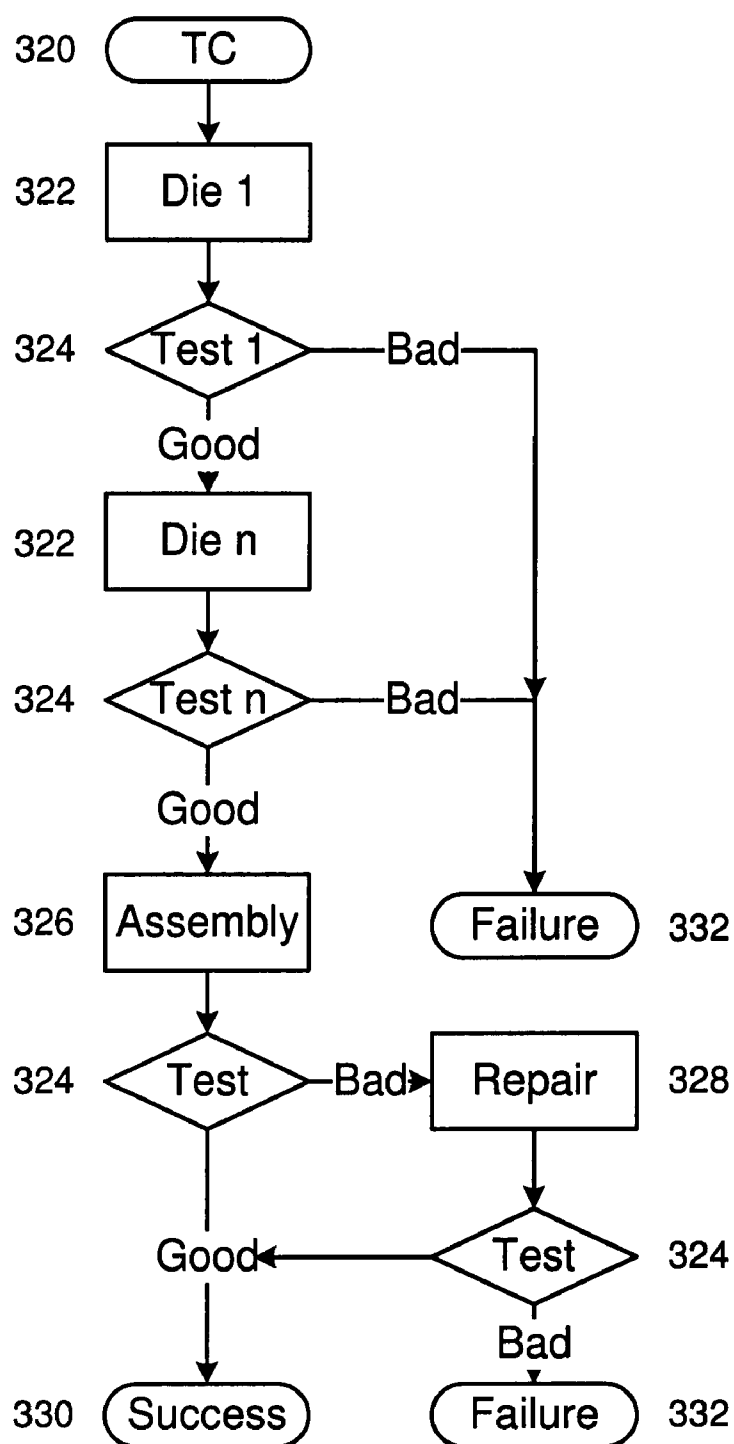 320 TC
322 Die 1
324 Test 1 Bad
Good
322 Die n
324 Test n Bad
Good
326 Assembly Failure 332
324 Test Bad Repair 328
Good Test 324
Bad
330 Success Failure 332